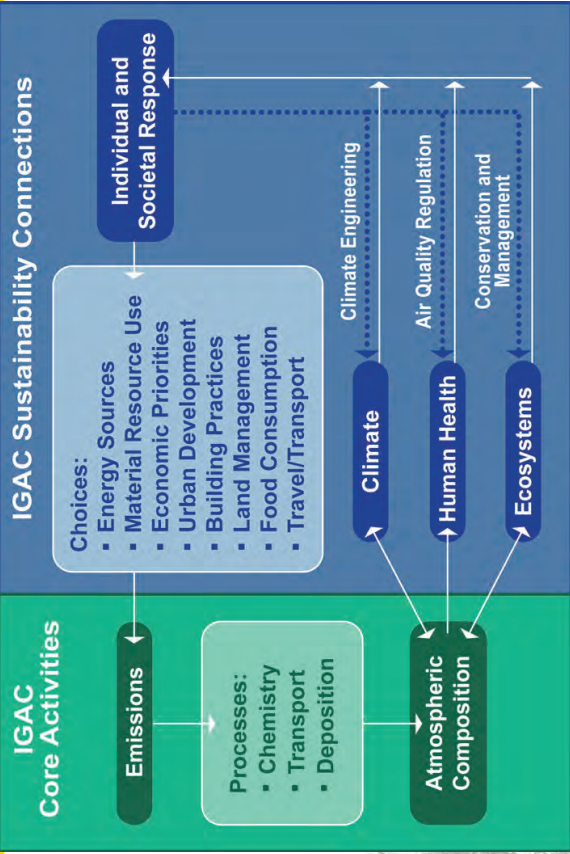 IGAC
Core Activities
Emissions
Processes:
▪ Chemistry
▪ Transport
▪ Deposition
Atmospheric
Composition
IGAC Sustainability Connections
Choices:
▪ Energy Sources
▪ Material Resource Use
▪ Economic Priorities
▪ Urban Development
▪ Building Practices
▪ Land Management
▪ Food Consumption
▪ Travel/Transport
Individual and
Societal Response
Climate
Human Health
Ecosystems
Climate Engineering
Air Quality Regulation
Conservation and
Management